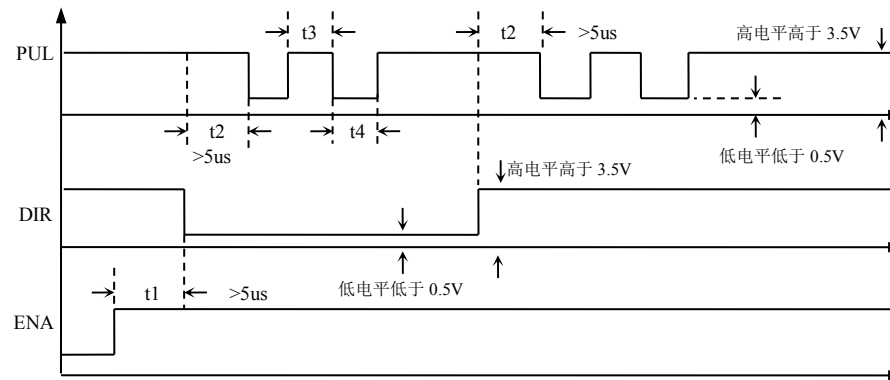 t3
t2
>5us
高电平高于 3.5V
PUL
t2
t4
>5us
低电平低于 0.5V
高电平高于 3.5V
DIR
t1
>5us
低电平低于 0.5V
ENA